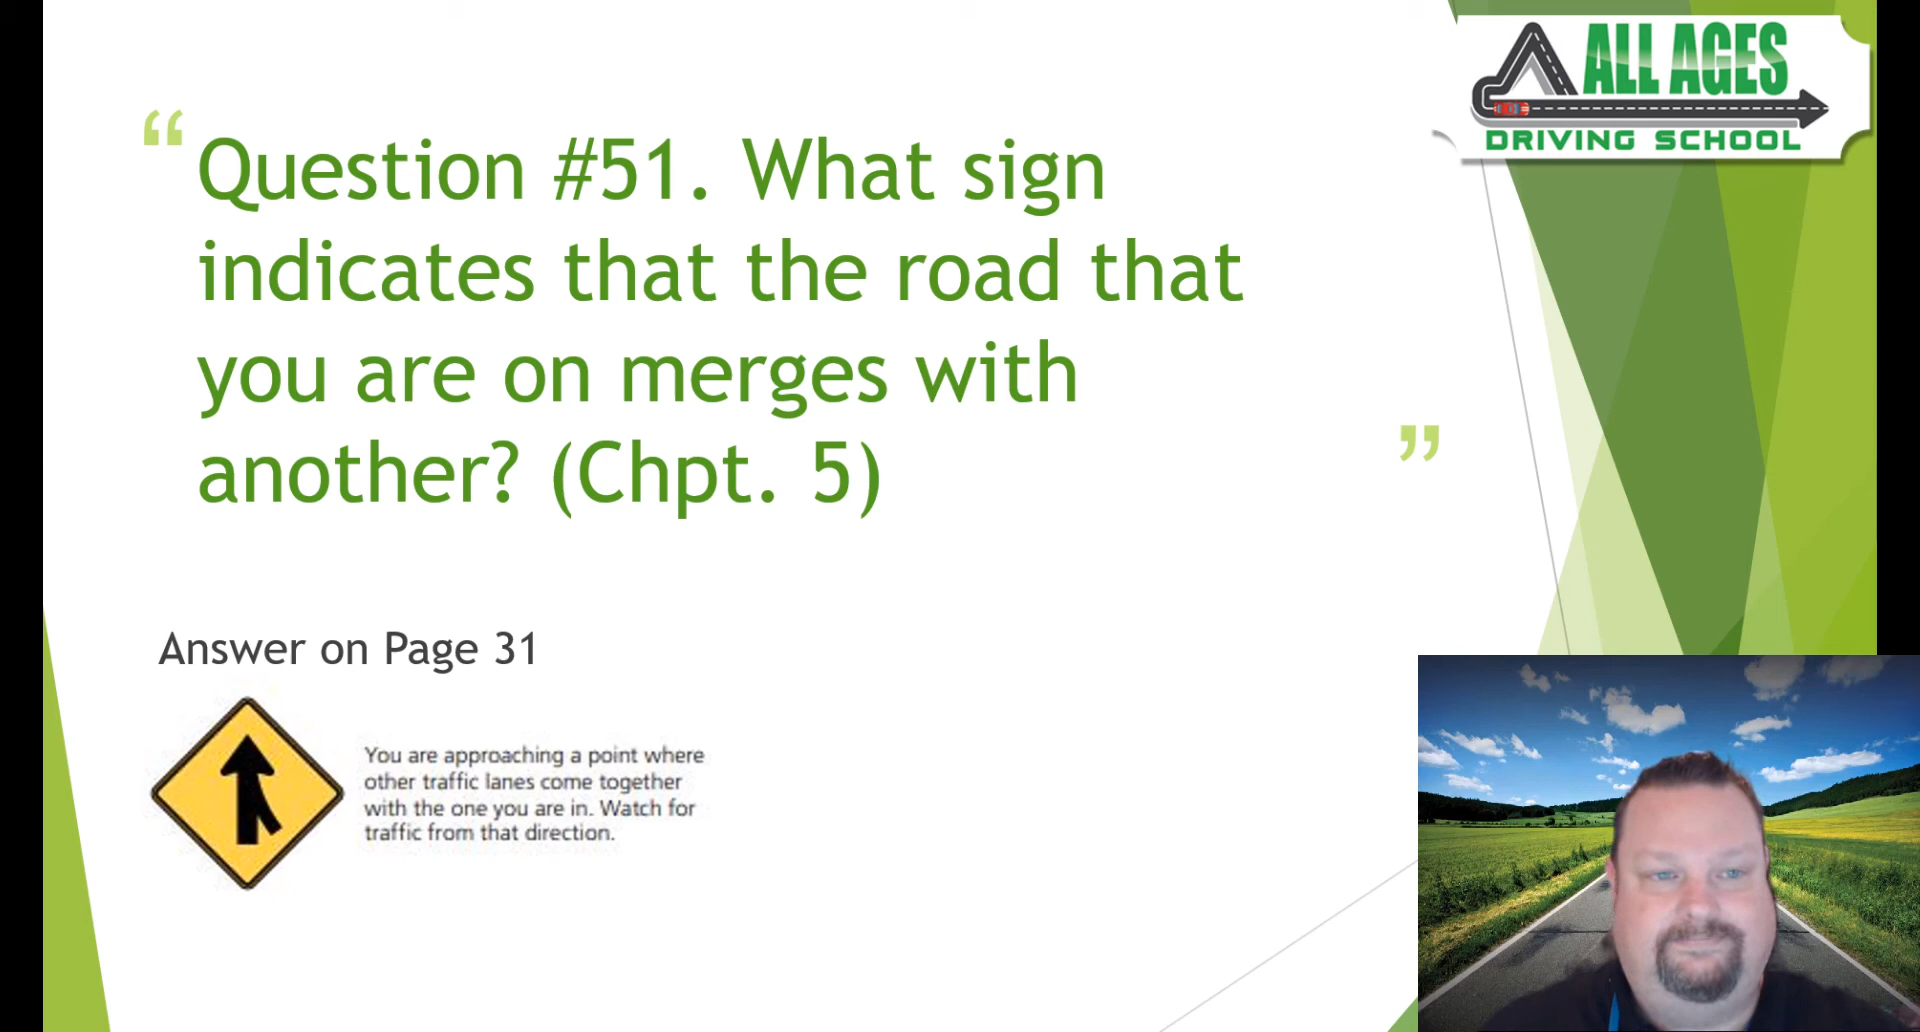 ALL AGES
DRIVING SCHOOL
“Question #51. What sign
indicates that the road that
you are on merges with
another? (Chpt. 5)”
Answer on Page 31
You are approaching a point where
other traffic lanes come together
with the one you are in. Watch for
traffic from that direction.